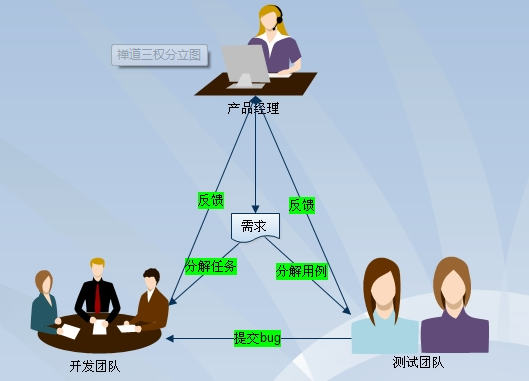 禅道三权分立图
产品经理
反馈
反馈
需求
分解任务
分解用例
提交bug
开发团队
测试团队